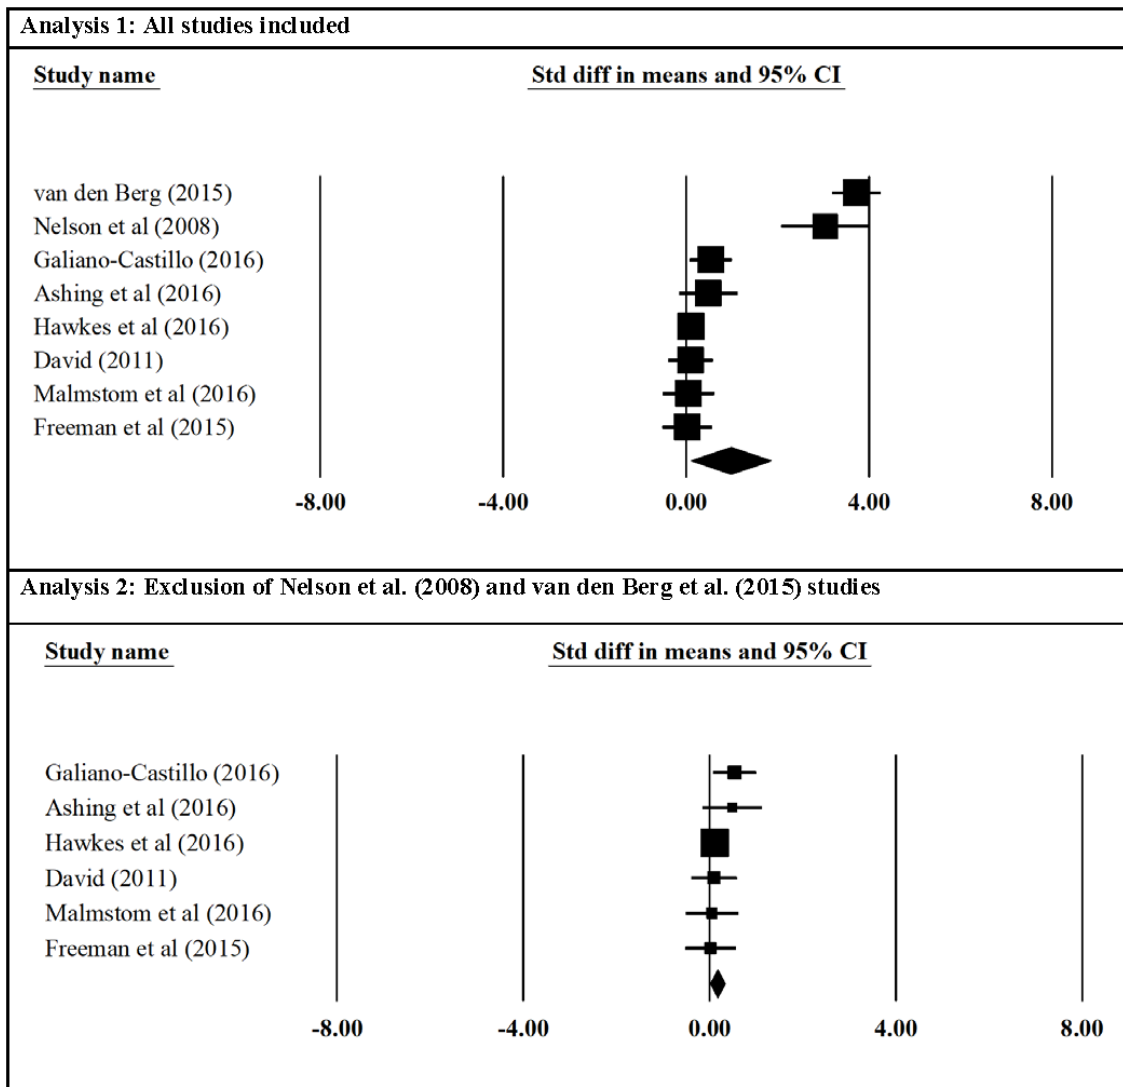 Analysis 1: All studies included
Study name Std diff in means and 95% CI
van den Berg (2015)
Nelson et al (2008)
Galiano-Castillo (2016)
Ashing et al (2016)
Hawkes et al (2016)
David (2011)
Malmstom et al (2016)
Freeman et al (2015)
-8.00 -4.00 0.00 4.00 8.00
Analysis 2: Exclusion of Nelson et al. (2008) and van den Berg et al. (2015) studies
Study name Std diff in means and 95% CI
Galiano-Castillo (2016)
Ashing et al (2016)
Hawkes et al (2016)
David (2011)
Malmstom et al (2016)
Freeman et al (2015)
-8.00 -4.00 0.00 4.00 8.00